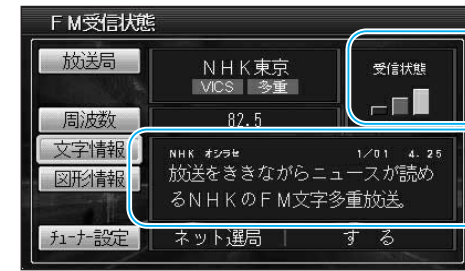 ＦＭ受信状態
放送局
ＮＨＫ東京
受信状態
VICS 多重
周波数
82.5
文字情報
NHK オシラセ 1/01 4.25
図形情報
放送をききながらニュースが読め
るＮＨＫのＦＭ文字多重放送。
チューナー設定
ネット選局 する